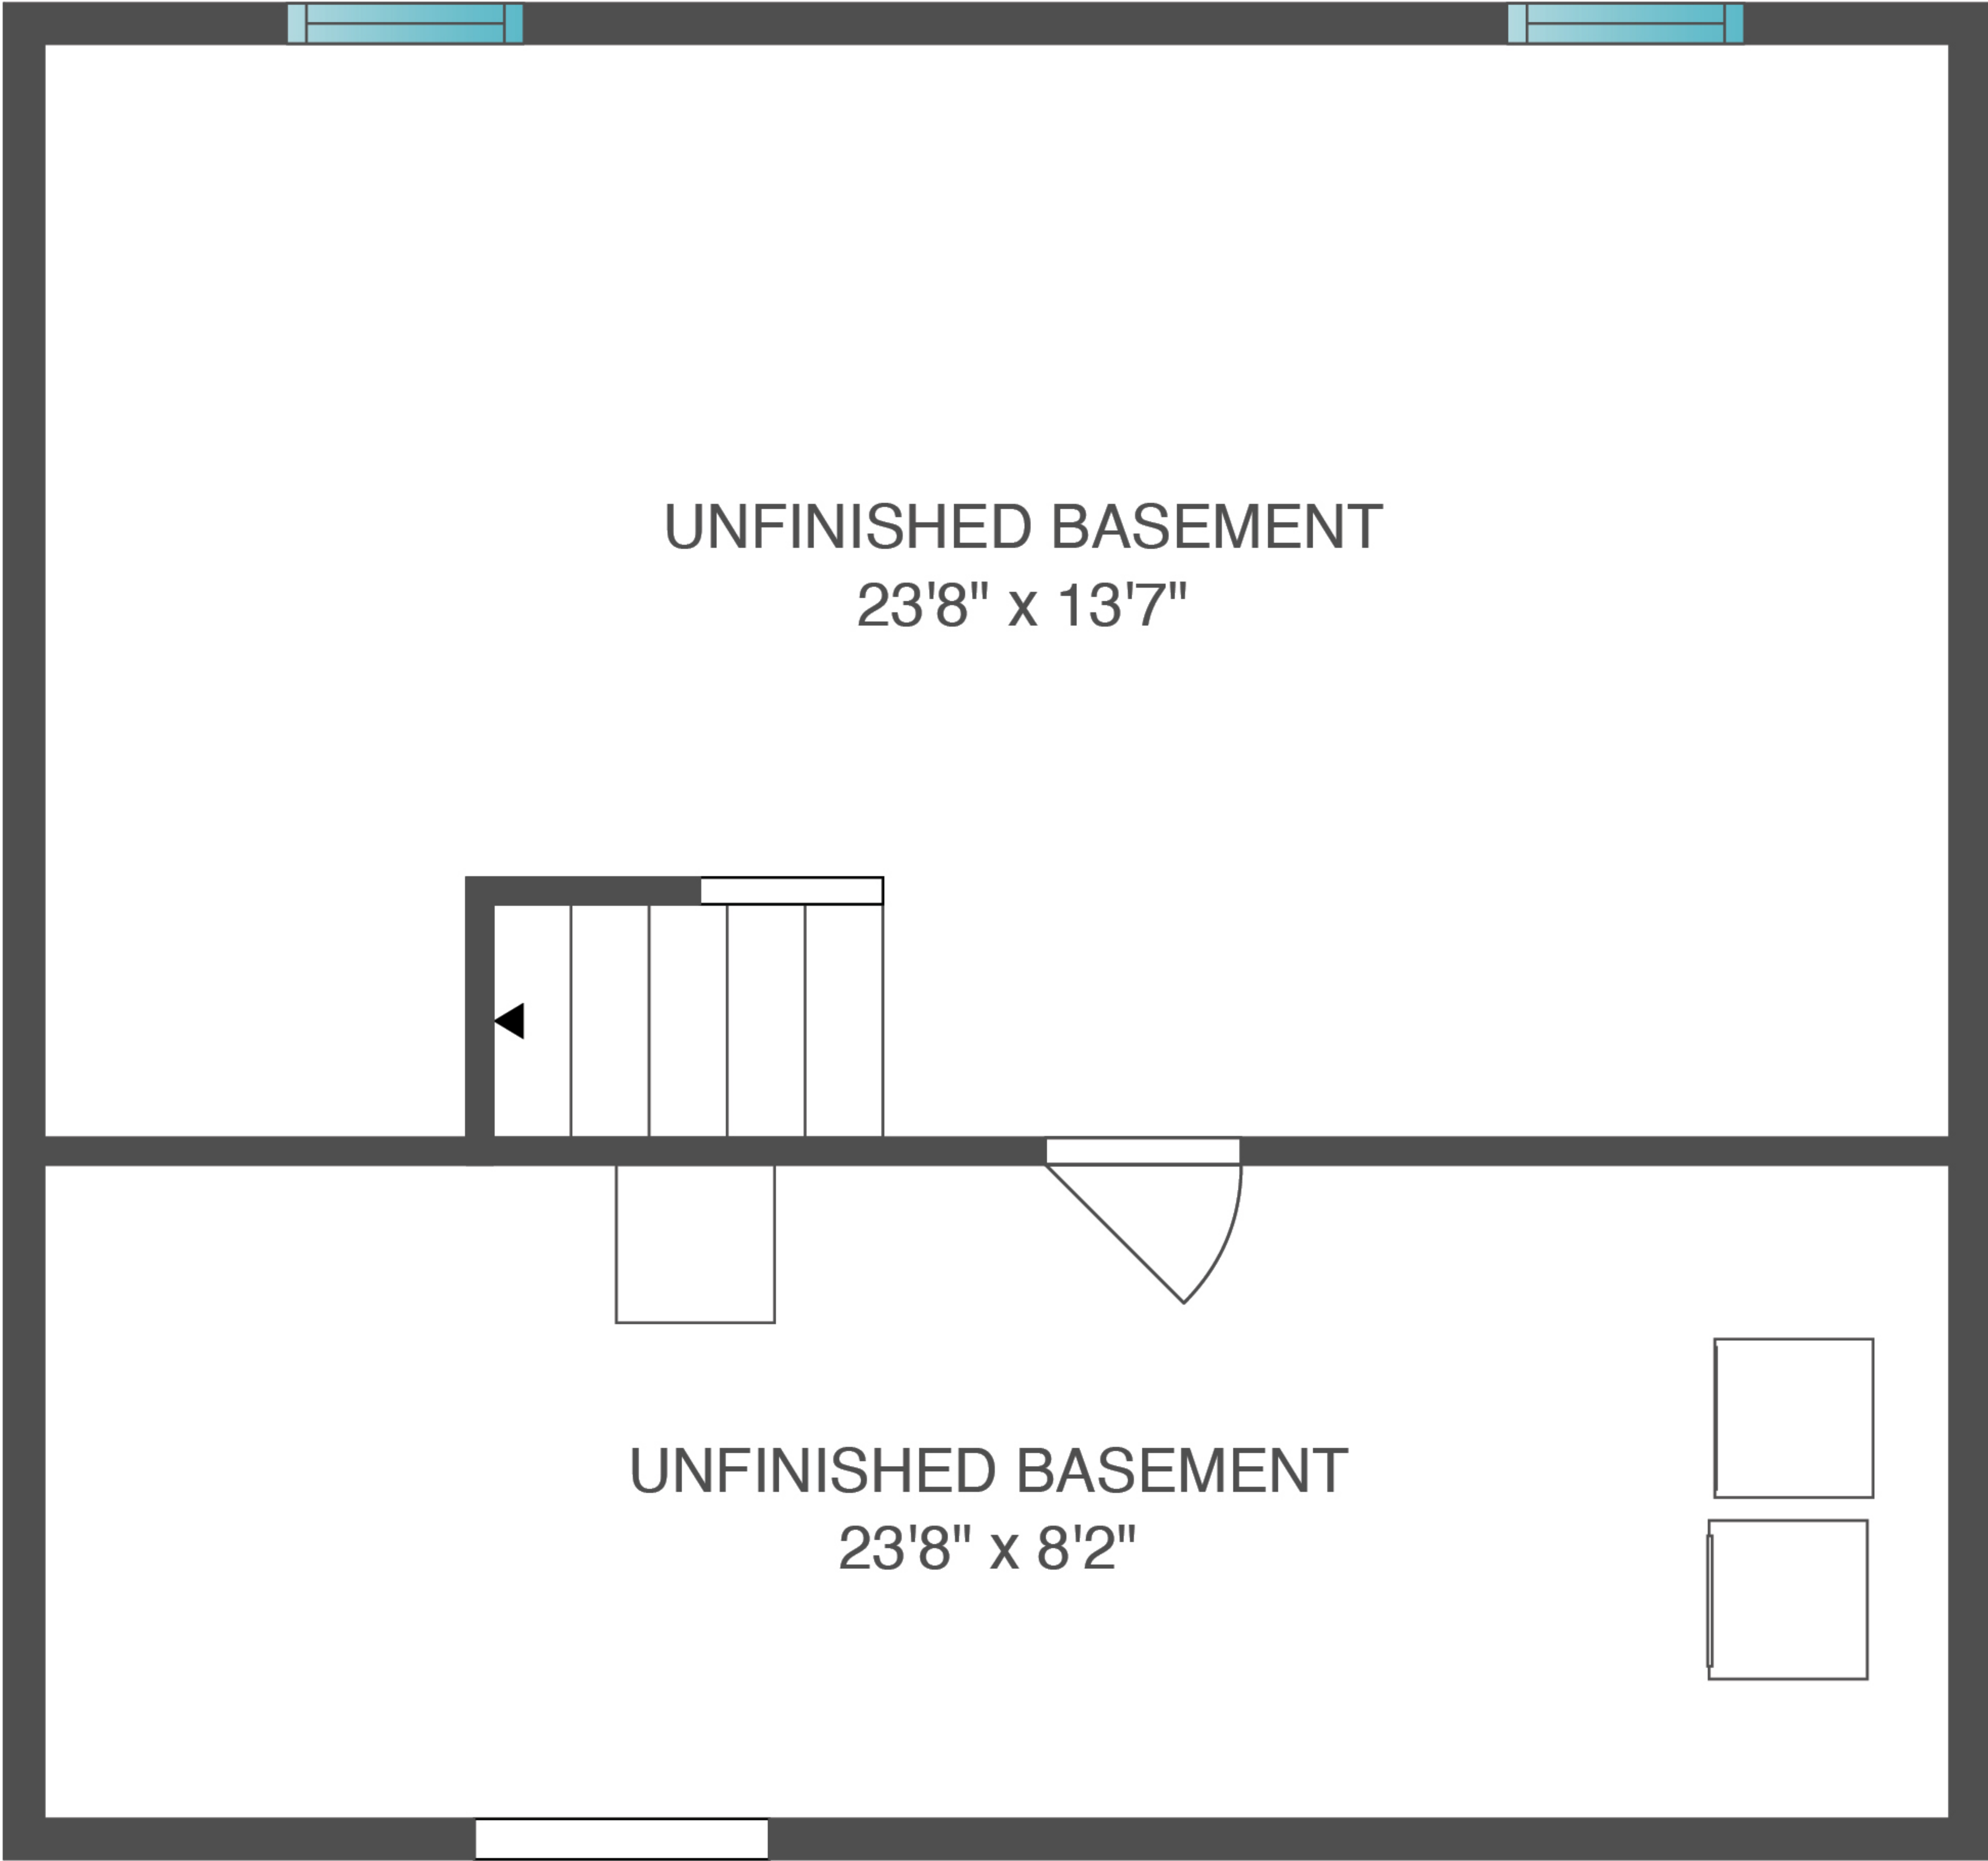 UNFINISHED BASEMENT
23'8" x 13'7"
UNFINISHED BASEMENT
23'8" x 8'2"